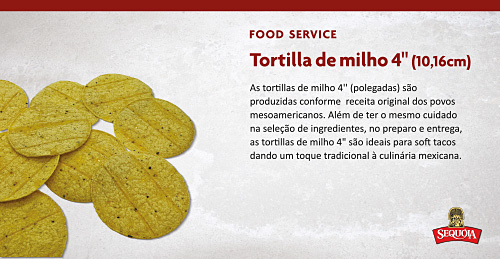 FOOD SERVICE
Tortilla de milho 4" (10,16cm)
As tortillas de milho 4'' (polegadas) são
produzidas conforme receita original dos povos
mesoamericanos. Além de ter o mesmo cuidado
na seleção de ingredientes, no preparo e entrega,
as tortillas de milho 4" são ideais para soft tacos
dando um toque tradicional à culinária mexicana.
SEQUOIA